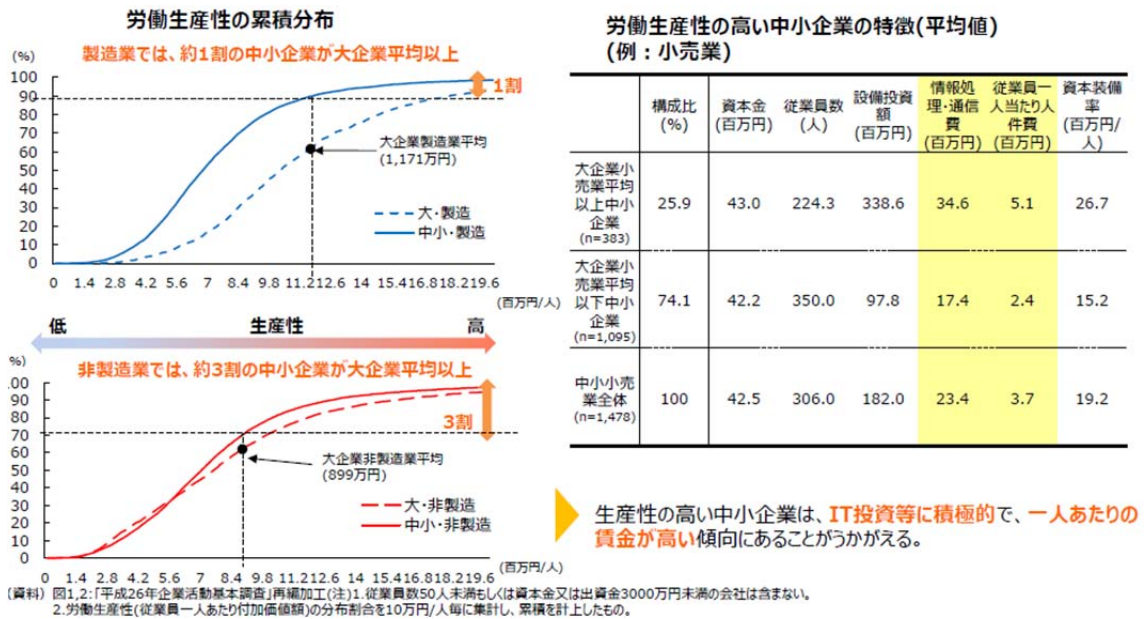 労働生産性の累積分布
製造業では、約1割の中小企業が大企業平均以上
(%)
100
90
80
70
60
50
40
30
20
10
0
1割
大企業製造業平均
(1,171万円)
大・製造
中小・製造
0 1.4 2.8 4.2 5.6 7 8.4 9.8 11.2 12.6 14 15.4 16.8 18.2 19.6
(百万円/人)
低 生産性 高
非製造業では、約3割の中小企業が大企業平均以上
(%)
100
90
80
70
60
50
40
30
20
10
0
3割
大企業非製造業平均
(899万円)
大・非製造
中小・非製造
0 1.4 2.8 4.2 5.6 7 8.4 9.8 11.2 12.6 14 15.4 16.8 18.2 19.6
(百万円/人)
労働生産性の高い中小企業の特徴(平均値)
(例：小売業)
構成比
(%)
資本金
(百万円)
従業員数
(人)
設備投資
額
(百万円)
情報処
理・通信
費
(百万円)
従業員一
人当たり人
件費
(百万円)
資本装備
率
(百万円/
人)
大企業小
売業平均
以上中小
企業
(n=383)
25.9 43.0 224.3 338.6 34.6 5.1 26.7
大企業小
売業平均
以下中小
企業
(n=1,095)
74.1 42.2 350.0 97.8 17.4 2.4 15.2
中小小売
業全体
(n=1,478)
100 42.5 306.0 182.0 23.4 3.7 19.2
生産性の高い中小企業は、IT投資等に積極的で、一人あたりの
賃金が高い傾向にあることがうかがえる。
(資料) 図1,2:「平成26年企業活動基本調査」再編加工(注)1.従業員数50人未満もしくは資本金又は出資金3000万円未満の会社は含まない。
2.労働生産性(従業員一人あたり付加価値額)の分布割合を10万円/人毎に集計し、累積を計上したもの。